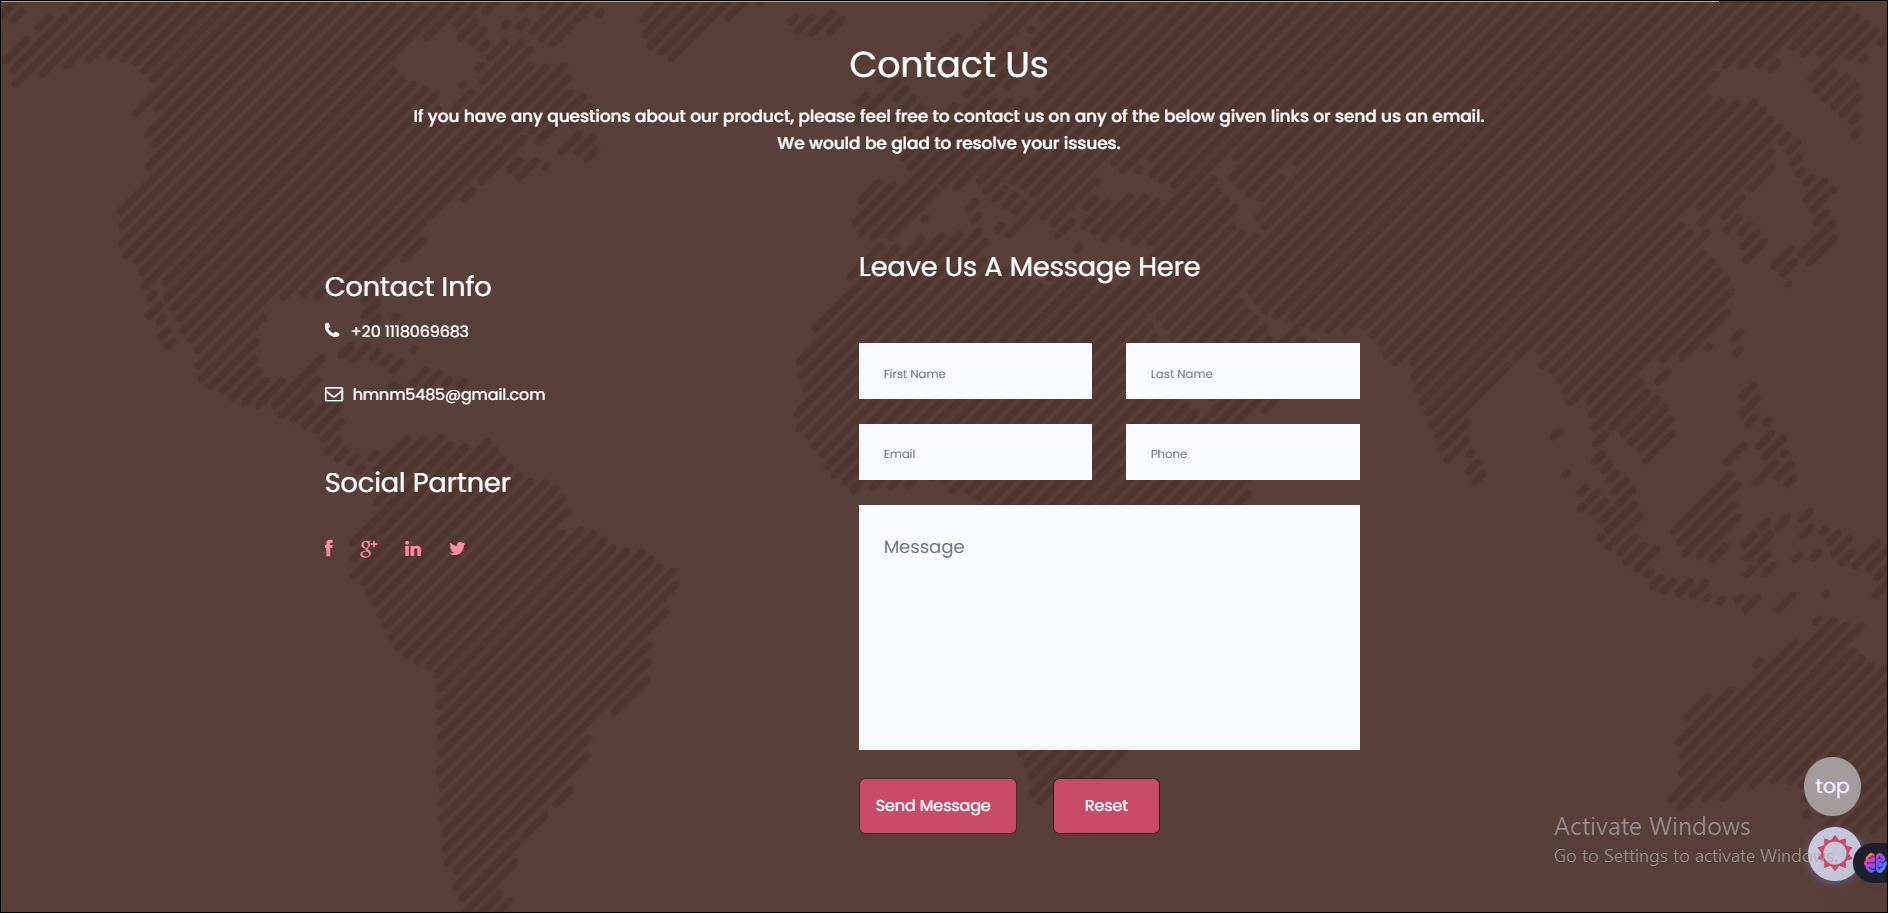 Contact Us
If you have any questions about our product, please feel free to contact us on any of the below given links or send us an email.
We would be glad to resolve your issues.
Contact Info
+20 1118069683
hmnm5485@gmail.com
Social Partner
f g+ in
Leave Us A Message Here
First Name
Last Name
Email
Phone
Message
Send Message
Reset
top
Activate Windows
Go to Settings to activate Windows.